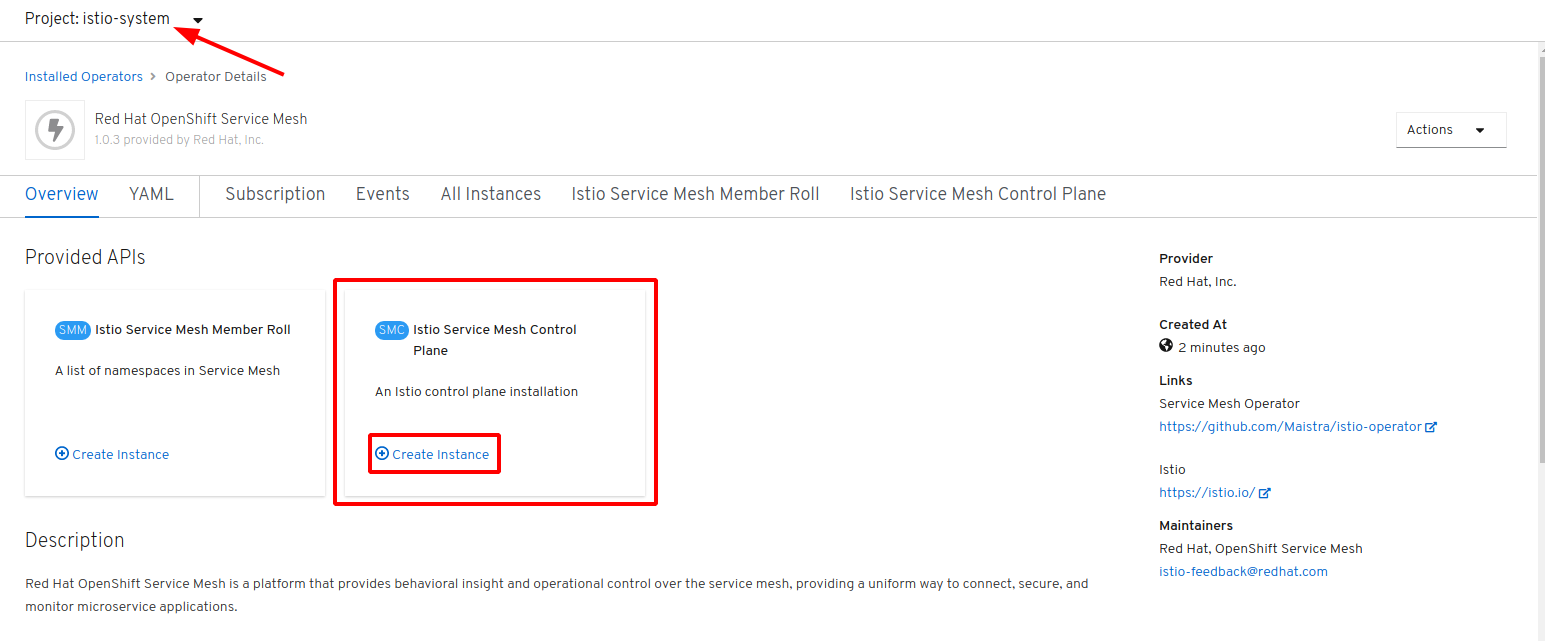 Project: istio-system
Installed Operators > Operator Details
Red Hat OpenShift Service Mesh
1.0.3 provided by Red Hat, Inc.
Actions
Overview YAML Subscription Events All Instances Istio Service Mesh Member Roll Istio Service Mesh Control Plane
Provided APIs
SMM Istio Service Mesh Member Roll
A list of namespaces in Service Mesh
Create Instance
SMC Istio Service Mesh Control
Plane
An Istio control plane installation
Create Instance
Description
Red Hat OpenShift Service Mesh is a platform that provides behavioral insight and operational control over the service mesh, providing a uniform way to connect, secure, and
monitor microservice applications.
Provider
Red Hat, Inc.
Created At
2 minutes ago
Links
Service Mesh Operator
https://github.com/Maistra/istio-operator
Istio
https://istio.io/
Maintainers
Red Hat, OpenShift Service Mesh
istio-feedback@redhat.com